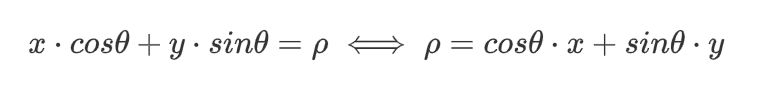 x · cosθ + y · sinθ = ρ ⟺ ρ = cosθ · x + sinθ · y